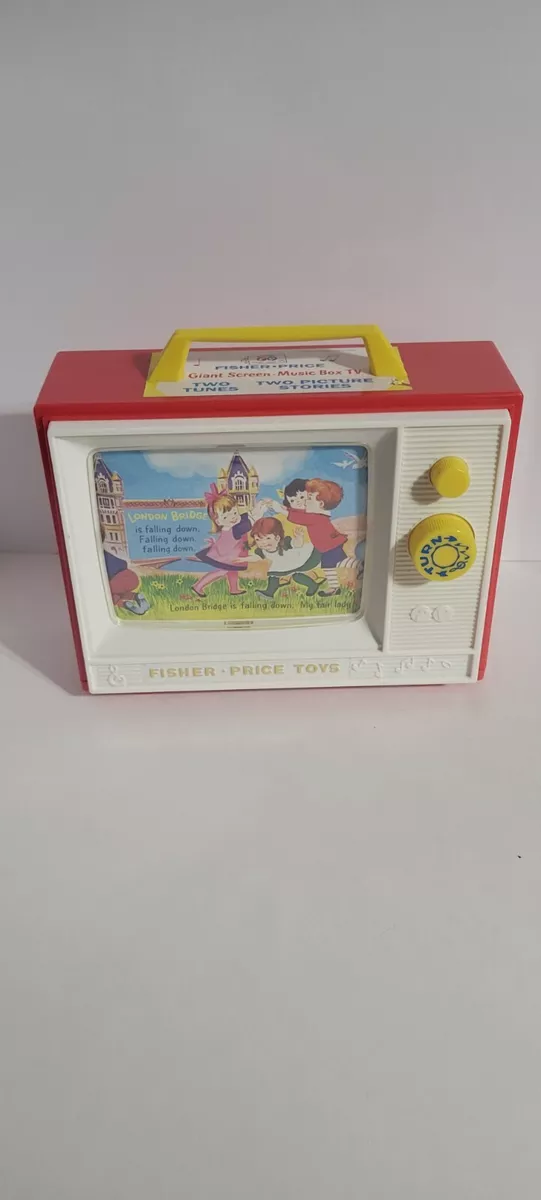 FISHER·PRICE
Giant Screen-Music Box TV
TWO TUNES
TWO PICTURE STORIES
LONDON BRIDGE
is falling down,
Falling down,
falling down.
London Bridge is falling down, My fair lady.
TURN
FISHER·PRICE TOYS